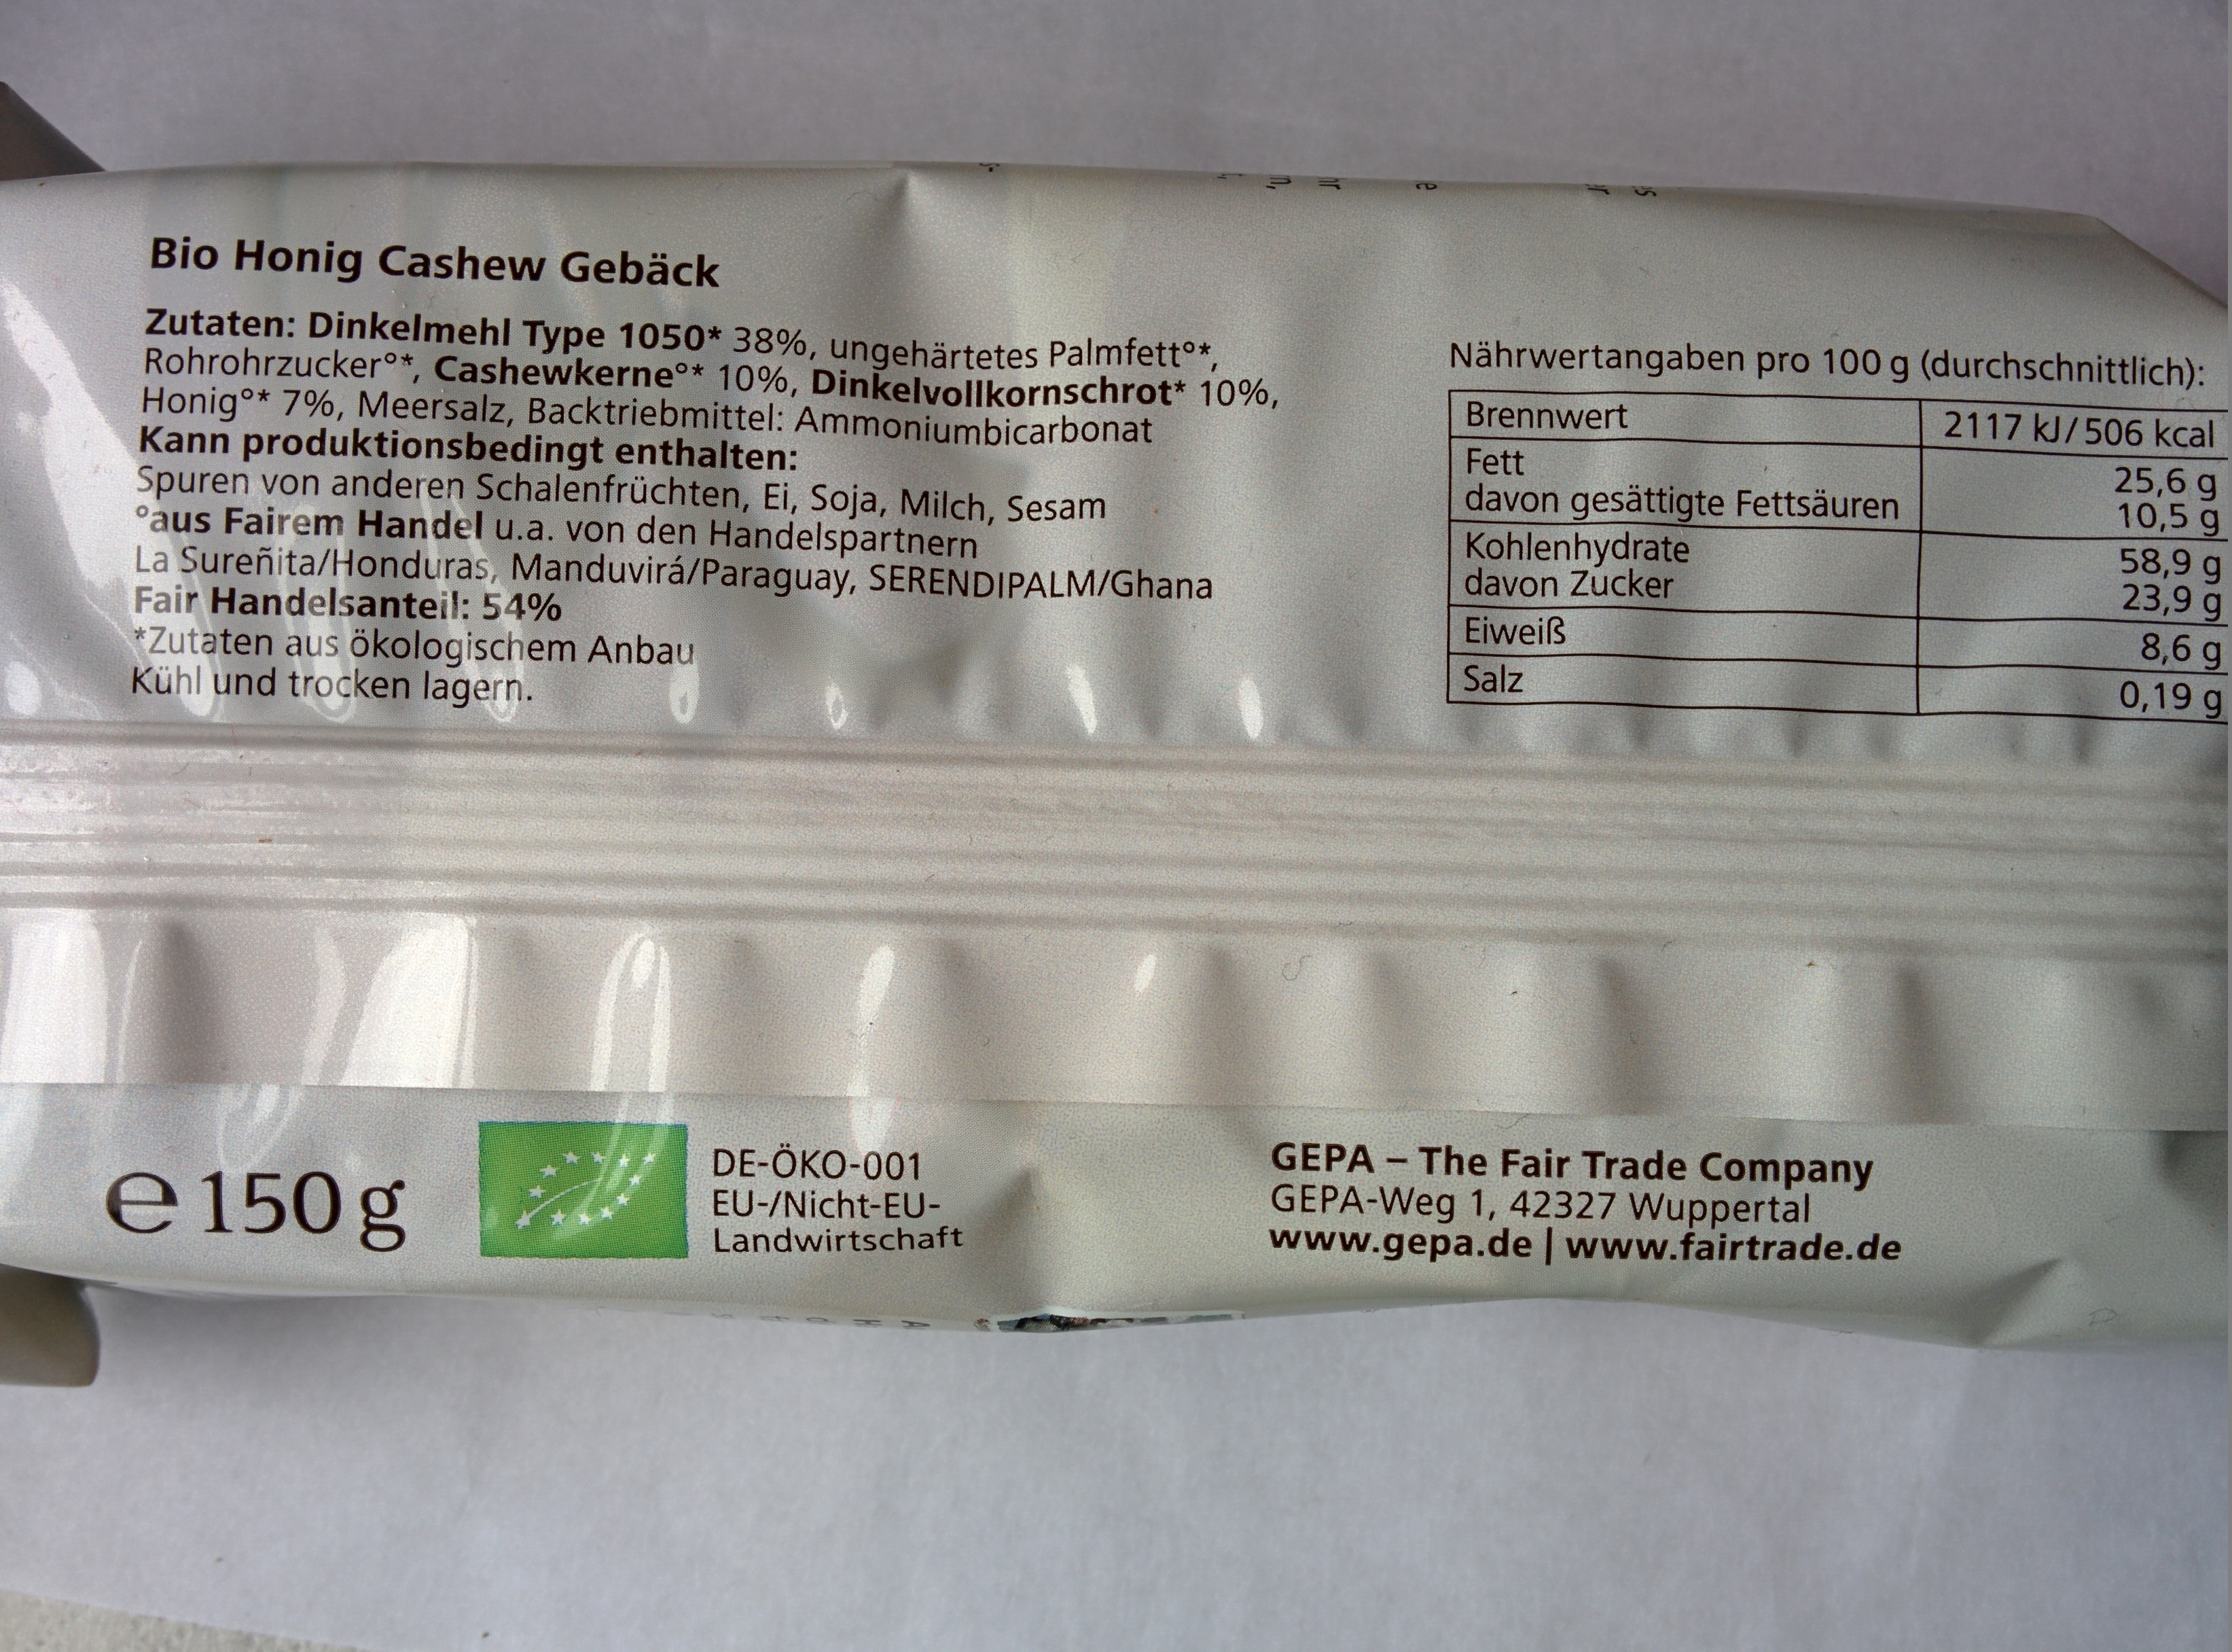 Bio Honig Cashew Gebäck
Zutaten: Dinkelmehl Type 1050* 38%, ungehärtetes Palmfett°*,
Rohrohrzucker°*, Cashewkerne°* 10%, Dinkelvollkornschrot* 10%,
Honig°* 7%, Meersalz, Backtriebmittel: Ammoniumbicarbonat
Kann produktionsbedingt enthalten:
Spuren von anderen Schalenfrüchten, Ei, Soja, Milch, Sesam
°aus Fairem Handel u.a. von den Handelspartnern
La Sureñita/Honduras, Manduvirá/Paraguay, SERENDIPALM/Ghana
Fair Handelsanteil: 54%
*Zutaten aus ökologischem Anbau
Kühl und trocken lagern.
Nährwertangaben pro 100 g (durchschnittlich):
Brennwert 2117 kJ/506 kcal
Fett 25,6 g
davon gesättigte Fettsäuren 10,5 g
Kohlenhydrate 58,9 g
davon Zucker 23,9 g
Eiweiß 8,6 g
Salz 0,19 g
e 150 g
DE-ÖKO-001
EU-/Nicht-EU-
Landwirtschaft
GEPA – The Fair Trade Company
GEPA-Weg 1, 42327 Wuppertal
www.gepa.de | www.fairtrade.de